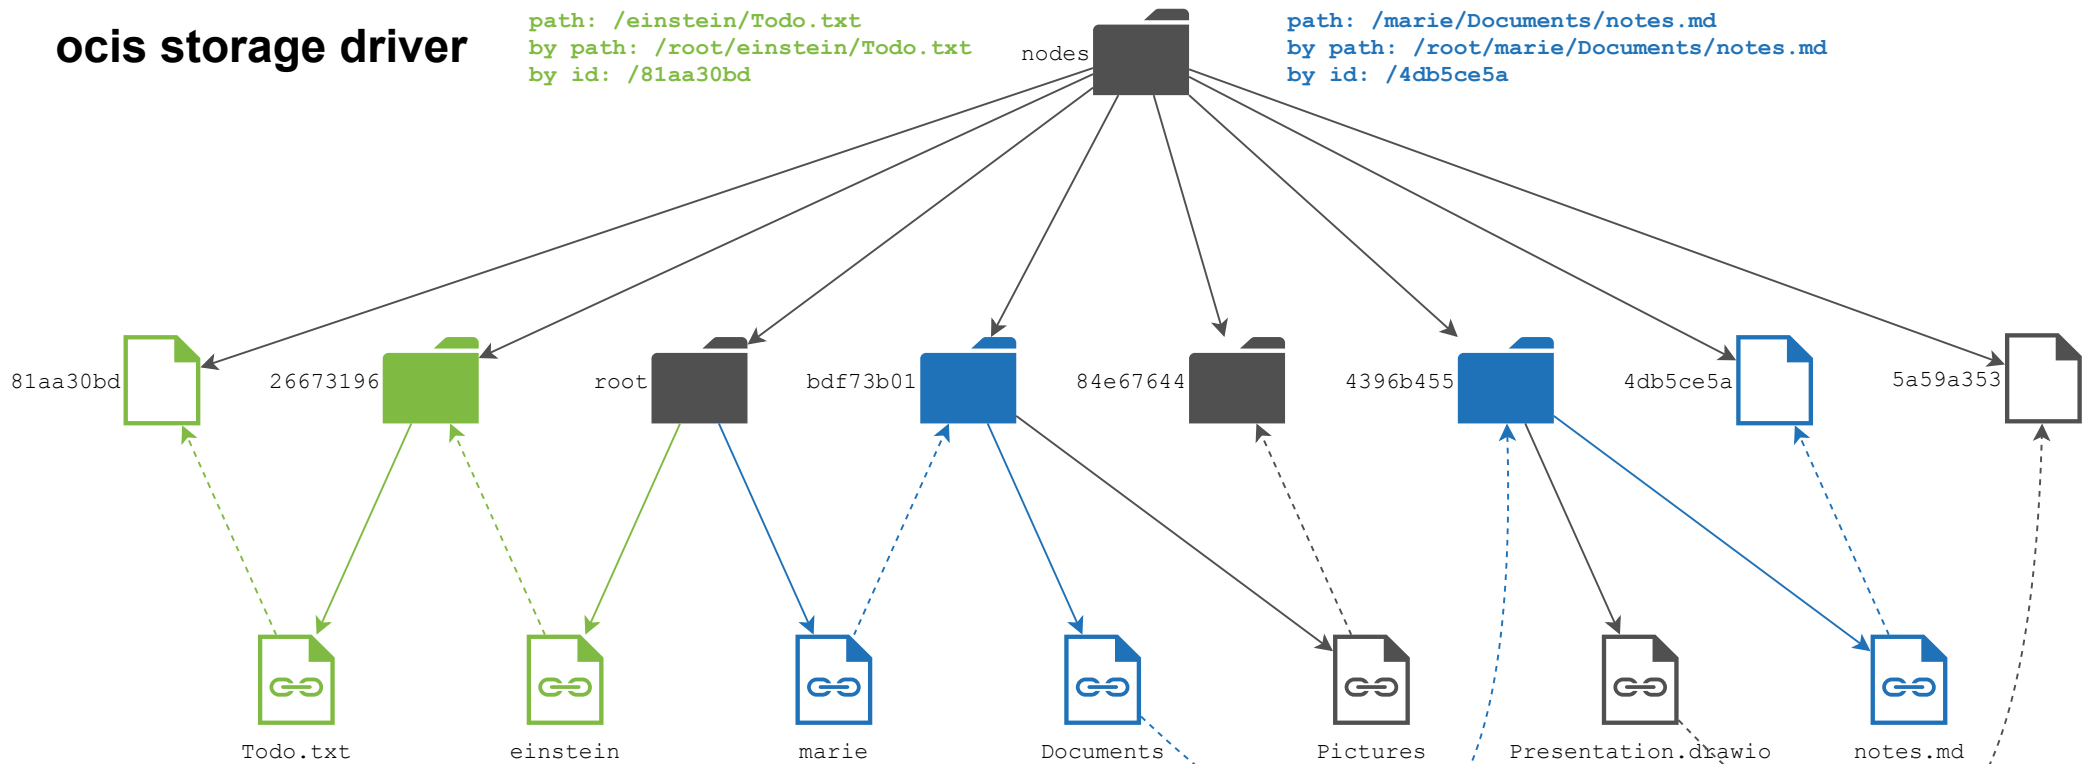 ocis storage driver
path: /einstein/Todo.txt
by path: /root/einstein/Todo.txt
by id: /81aa30bd
nodes
path: /marie/Documents/notes.md
by path: /root/marie/Documents/notes.md
by id: /4db5ce5a
81aa30bd
26673196
root
bdf73b01
84e67644
4396b455
4db5ce5a
5a59a353
Todo.txt
einstein
marie
Documents
Pictures
Presentation.drawio
notes.md